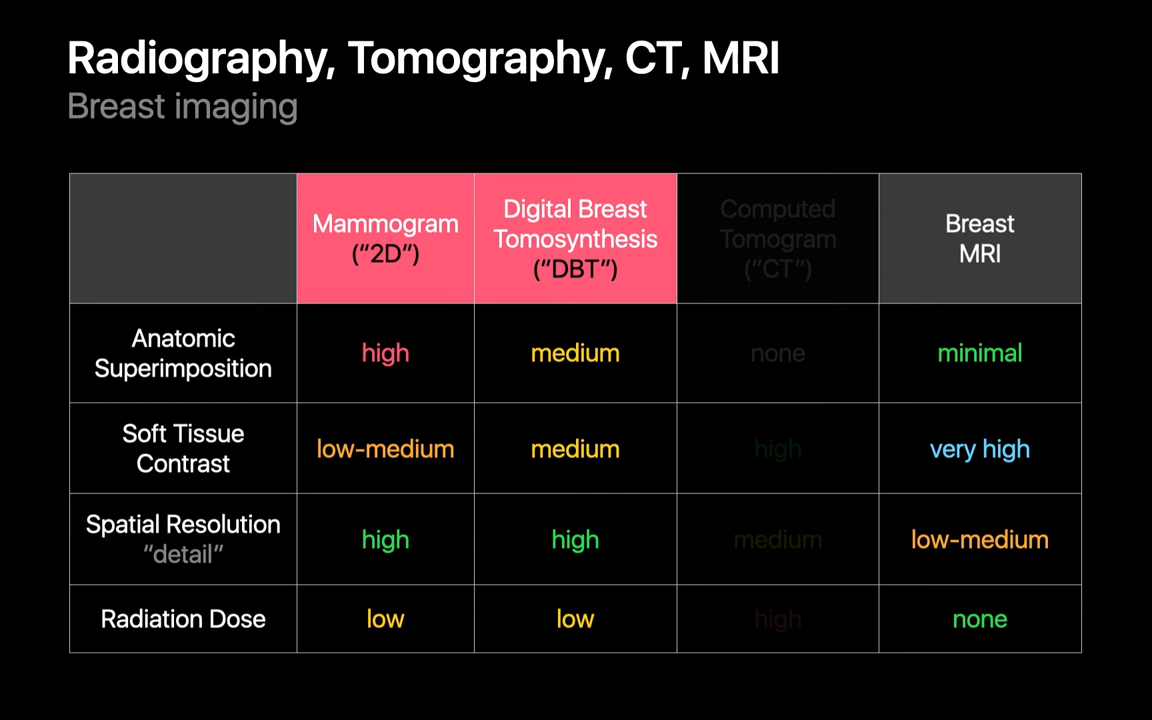 Radiography, Tomography, CT, MRI
Breast imaging
Mammogram
(“2D”)
Digital Breast
Tomosynthesis
(“DBT”)
Computed
Tomogram
(“CT”)
Breast
MRI
Anatomic
Superimposition
high
medium
none
minimal
Soft Tissue
Contrast
low-medium
medium
high
very high
Spatial Resolution
“detail”
high
high
medium
low-medium
Radiation Dose
low
low
high
none